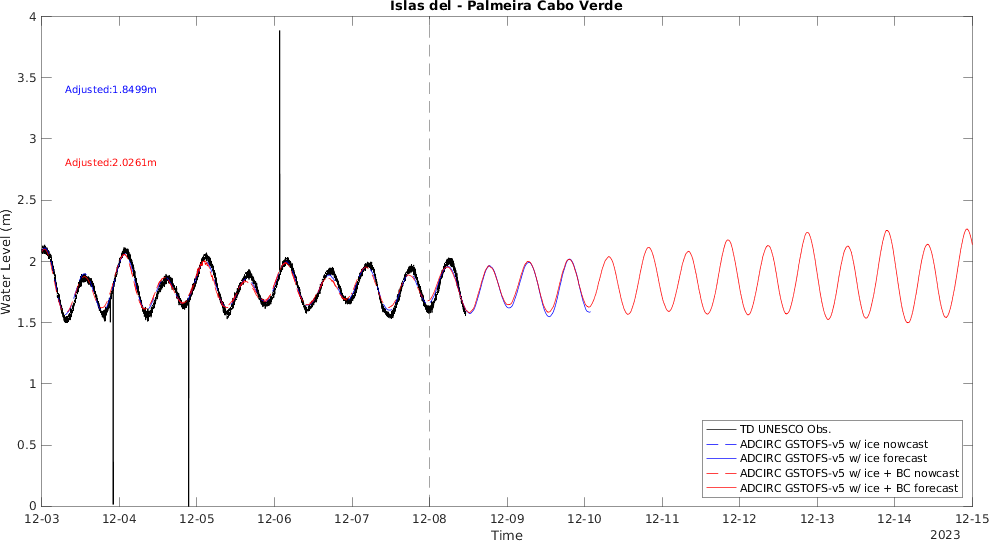 Islas del - Palmeira Cabo Verde
4
3.5
3
2.5
2
1.5
1
0.5
0
Water Level (m)
Adjusted:1.8499m
Adjusted:2.0261m
TD UNESCO Obs.
ADCIRC GSTOFS-v5 w/ ice nowcast
ADCIRC GSTOFS-v5 w/ ice forecast
ADCIRC GSTOFS-v5 w/ ice + BC nowcast
ADCIRC GSTOFS-v5 w/ ice + BC forecast
12-03 12-04 12-05 12-06 12-07 12-08 12-09 12-10 12-11 12-12 12-13 12-14 12-15
Time
2023